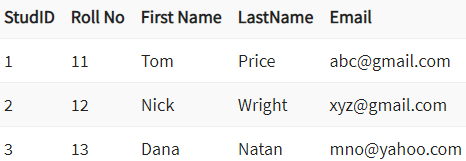 StudID Roll No First Name LastName Email
1 11 Tom Price abc@gmail.com
2 12 Nick Wright xyz@gmail.com
3 13 Dana Natan mno@yahoo.com